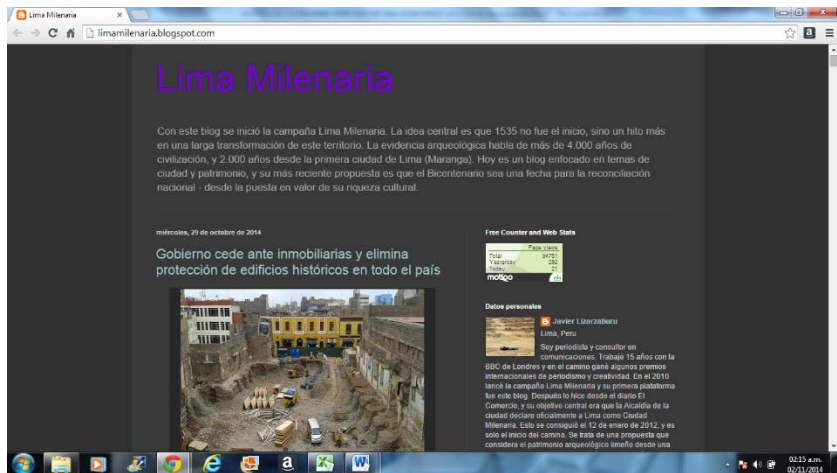 Lima Milenaria
limamilenaria.blogspot.com
Lima Milenaria
Con este blog se inició la campaña Lima Milenaria. La idea central es que 1535 no fue el inicio, sino un hito más
en una larga transformación de este territorio. La evidencia arqueológica habla de más de 4.000 años de
civilización, y 2.000 años desde la primera ciudad de Lima (Maranga). Hoy es un blog enfocado en temas de
ciudad y patrimonio, y su más reciente propuesta es que el Bicentenario sea una fecha para la reconciliación
nacional - desde la puesta en valor de su riqueza cultural.
miércoles, 29 de octubre de 2014
Gobierno cede ante inmobiliarias y elimina
protección de edificios históricos en todo el país
Free Counter and Web Stats
Page views
Total 94761
Yesterday 292
Today 21
motigo
Datos personales
Javier Lizarzaburu
Lima, Peru
Soy periodista y consultor en
comunicaciones. Trabajé 15 años con la
BBC de Londres y en el camino gané algunos premios
internacionales de periodismo y creatividad. En el 2010
lancé la campaña Lima Milenaria y su primera plataforma
fue este blog. Después lo hice desde el diario El
Comercio, y su objetivo central era que la Alcaldía de la
ciudad declare oficialmente a Lima como Ciudad
Milenaria. Esto se consiguió el 12 de enero de 2012, y es
solo el inicio del camino. Se trata de una propuesta que
considera el patrimonio arqueológico limeño desde una
02:15 a.m.
02/11/2014